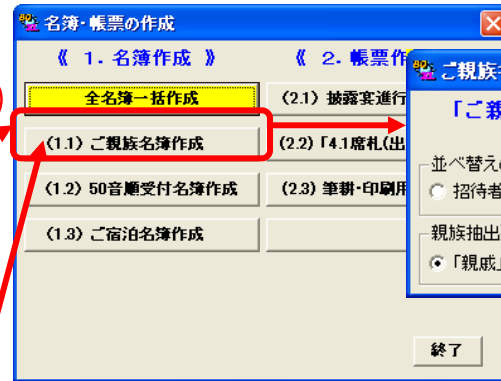 名簿・帳票の作成
《 1. 名簿作成 》
《 2. 帳票作
全名簿一括作成
(2.1) 披露宴進行
(1.1) ご親族名簿作成
(2.2) 「4.1席札(出
(1.2) 50音順受付名簿作成
(2.3) 筆耕・印刷用
(1.3) ご宿泊名簿作成
終了
ご親族
「ご親
並べ替え
招待者
親族抽出
「親戚」